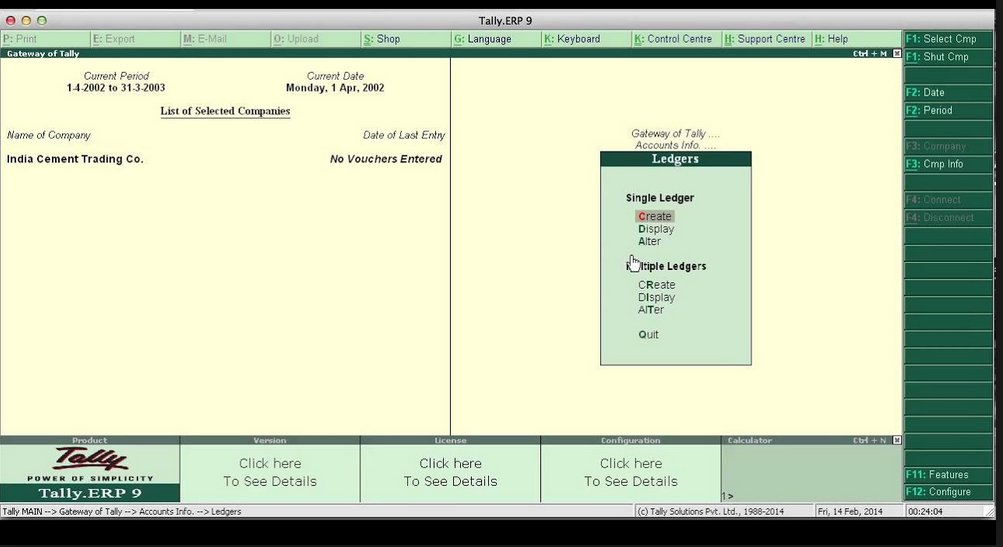 Tally.ERP 9
P: Print E: Export M: E-Mail O: Upload S: Shop G: Language K: Keyboard K: Control Centre H: Support Centre H: Help
F1: Select Cmp
Gateway of Tally Ctrl + M
F1: Shut Cmp
Current Period Current Date
1-4-2002 to 31-3-2003 Monday, 1 Apr, 2002
F2: Date
List of Selected Companies
F2: Period
Name of Company Date of Last Entry
Gateway of Tally ....
Accounts Info. ....
F3: Company
India Cement Trading Co. No Vouchers Entered
Ledgers
F3: Cmp Info
Single Ledger
F4: Connect
Create
F4: Disconnect
Display
Alter
Ledgers
CReate
DIsplay
AlTer
Quit
Product Version License Configuration Calculator Ctrl + N
Tally
POWER OF SIMPLICITY
Tally.ERP 9
Click here
To See Details
Click here
To See Details
Click here
To See Details
1>
F11: Features
F12: Configure
Tally MAIN --> Gateway of Tally --> Accounts Info. --> Ledgers (c) Tally Solutions Pvt. Ltd., 1988-2014 Fri, 14 Feb, 2014 00:24:04